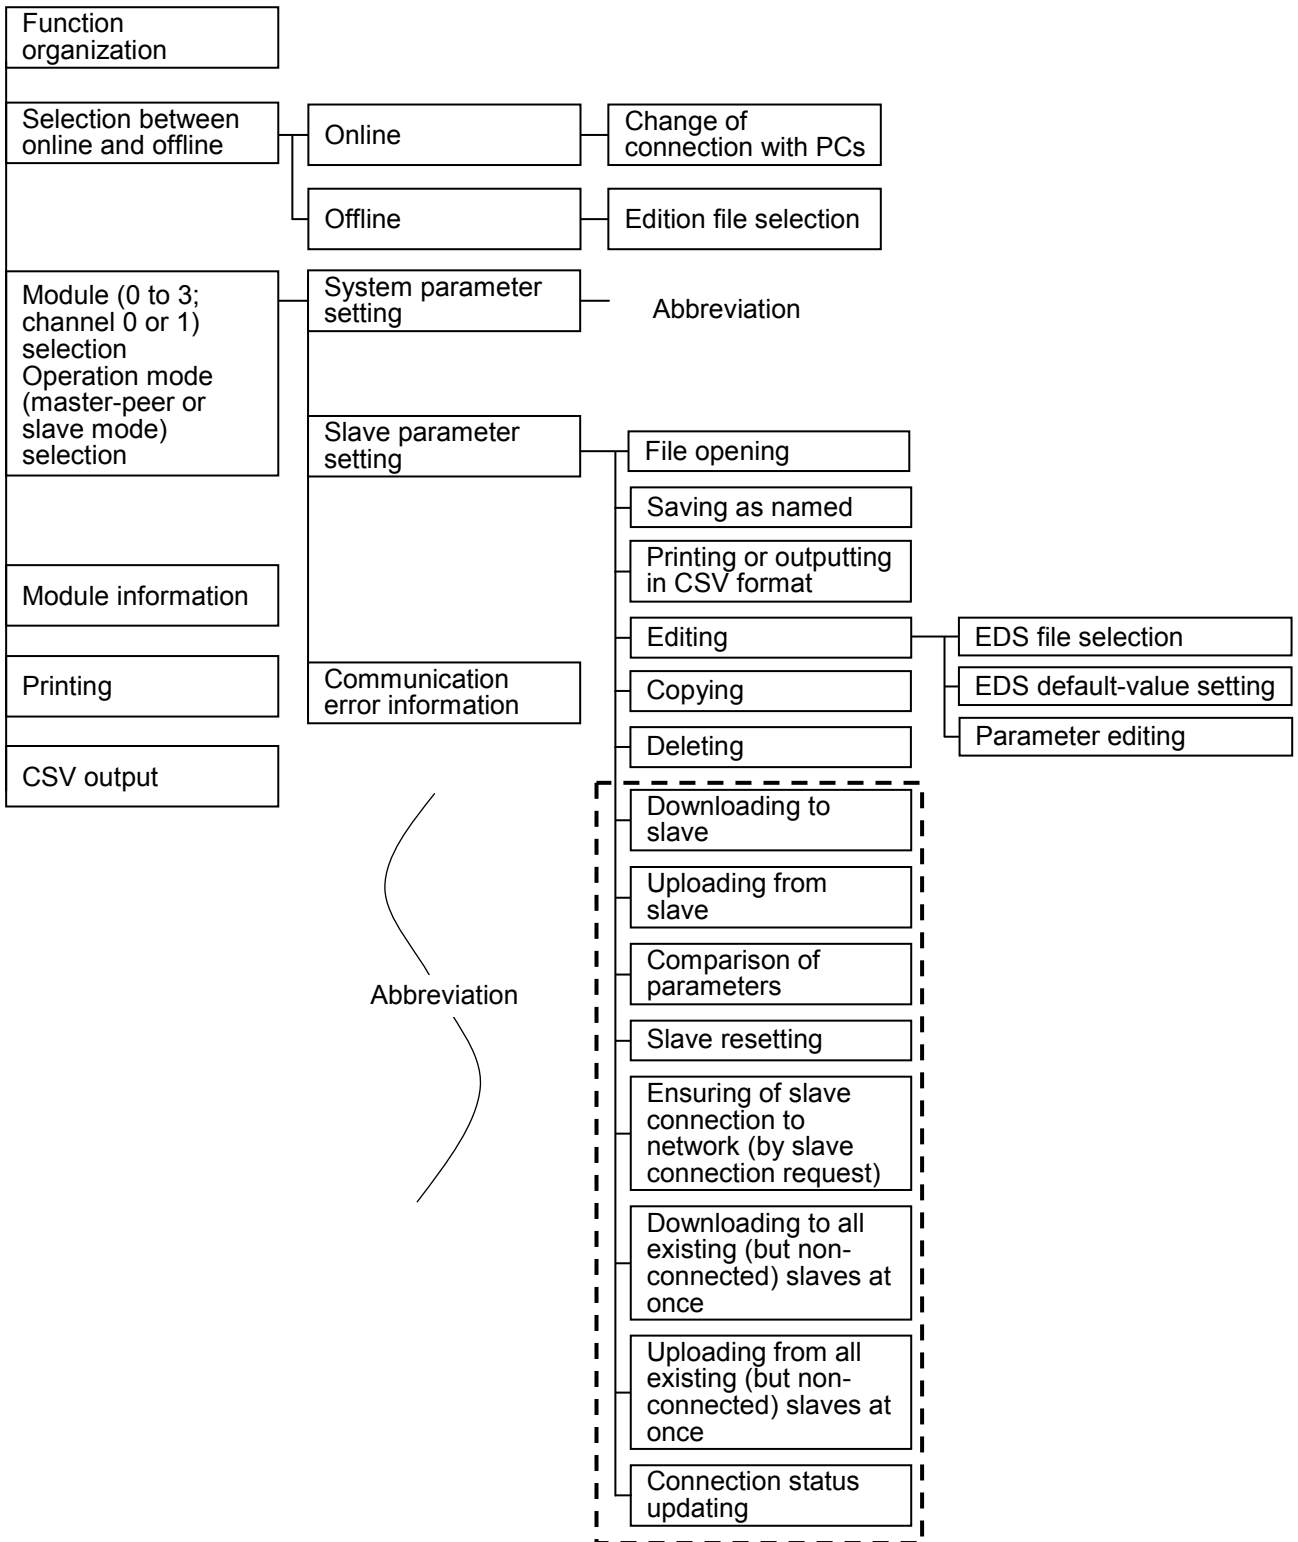 Function
organization
Selection between
online and offline
Online
Change of
connection with PCs
Offline
Edition file selection
Module (0 to 3;
channel 0 or 1)
selection
Operation mode
(master-peer or
slave mode)
selection
System parameter
setting
Abbreviation
Slave parameter
setting
File opening
Saving as named
Printing or outputting
in CSV format
Editing
EDS file selection
EDS default-value setting
Parameter editing
Copying
Deleting
Downloading to
slave
Uploading from
slave
Comparison of
parameters
Slave resetting
Ensuring of slave
connection to
network (by slave
connection request)
Downloading to all
existing (but non-
connected) slaves at
once
Uploading from all
existing (but non-
connected) slaves at
once
Connection status
updating
Communication
error information
Abbreviation
Module information
Printing
CSV output